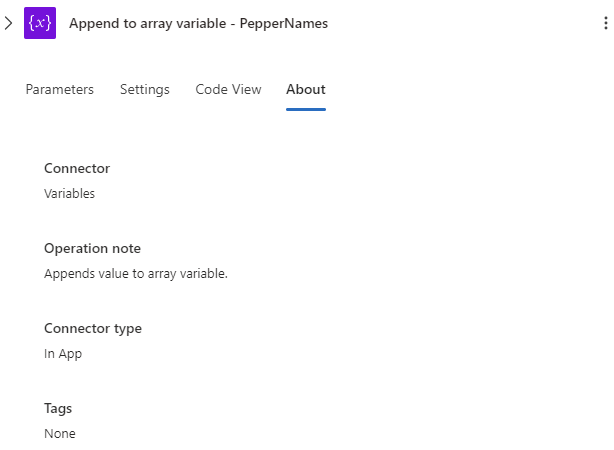 {x} Append to array variable - PepperNames
Parameters Settings Code View About
Connector
Variables
Operation note
Appends value to array variable.
Connector type
In App
Tags
None